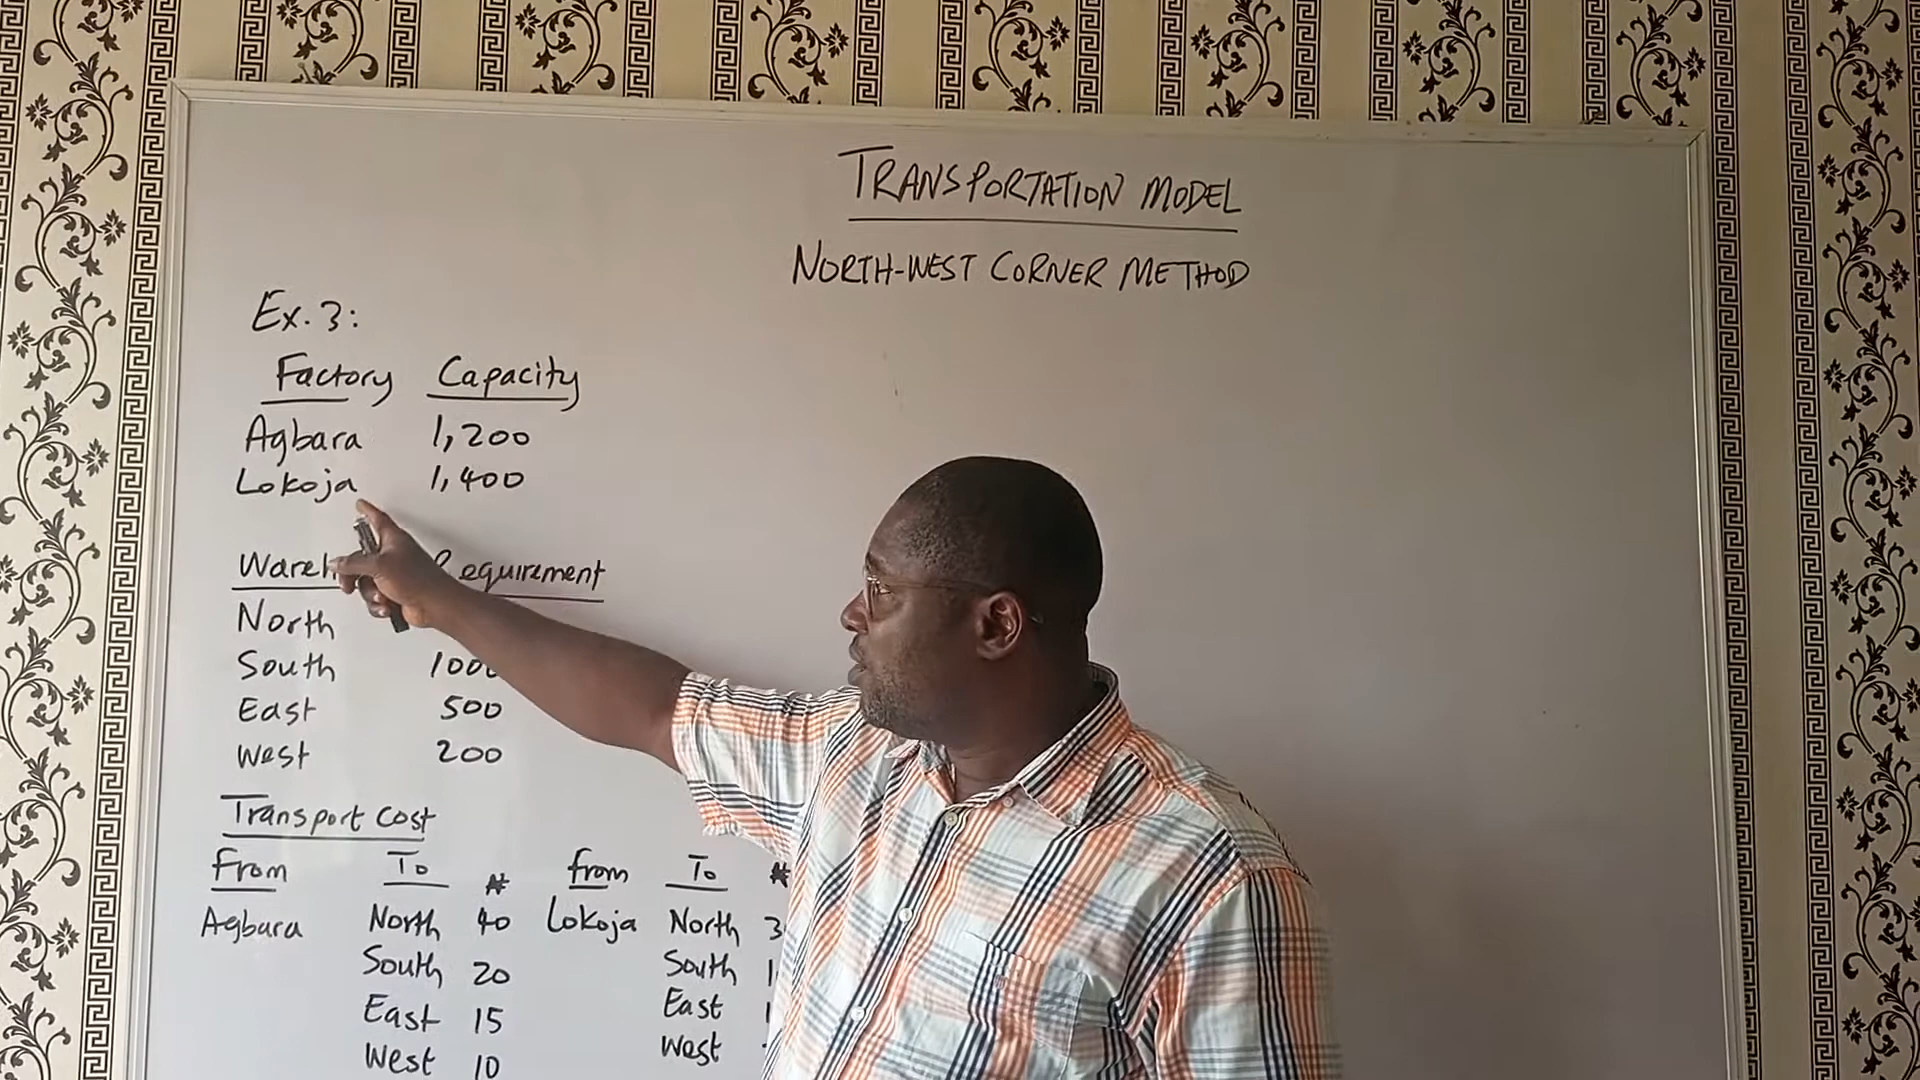 TRANSPORTATION MODEL
NORTH-WEST CORNER METHOD
Ex. 3:
Factory Capacity
Agbara 1,200
Lokoja 1,400
North
South
East 500
West 200
Transport Cost
From To ₦ from To ₦
Agbara North 40 Lokoja North
South 20 South
East 15 East
West 10 West